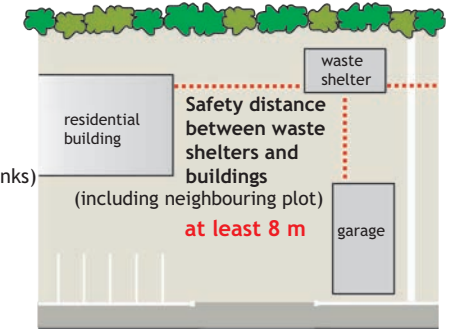 waste
shelter
residential
building
Safety distance
between waste
shelters and
buildings
(including neighbouring plot)
at least 8 m
garage
nks)